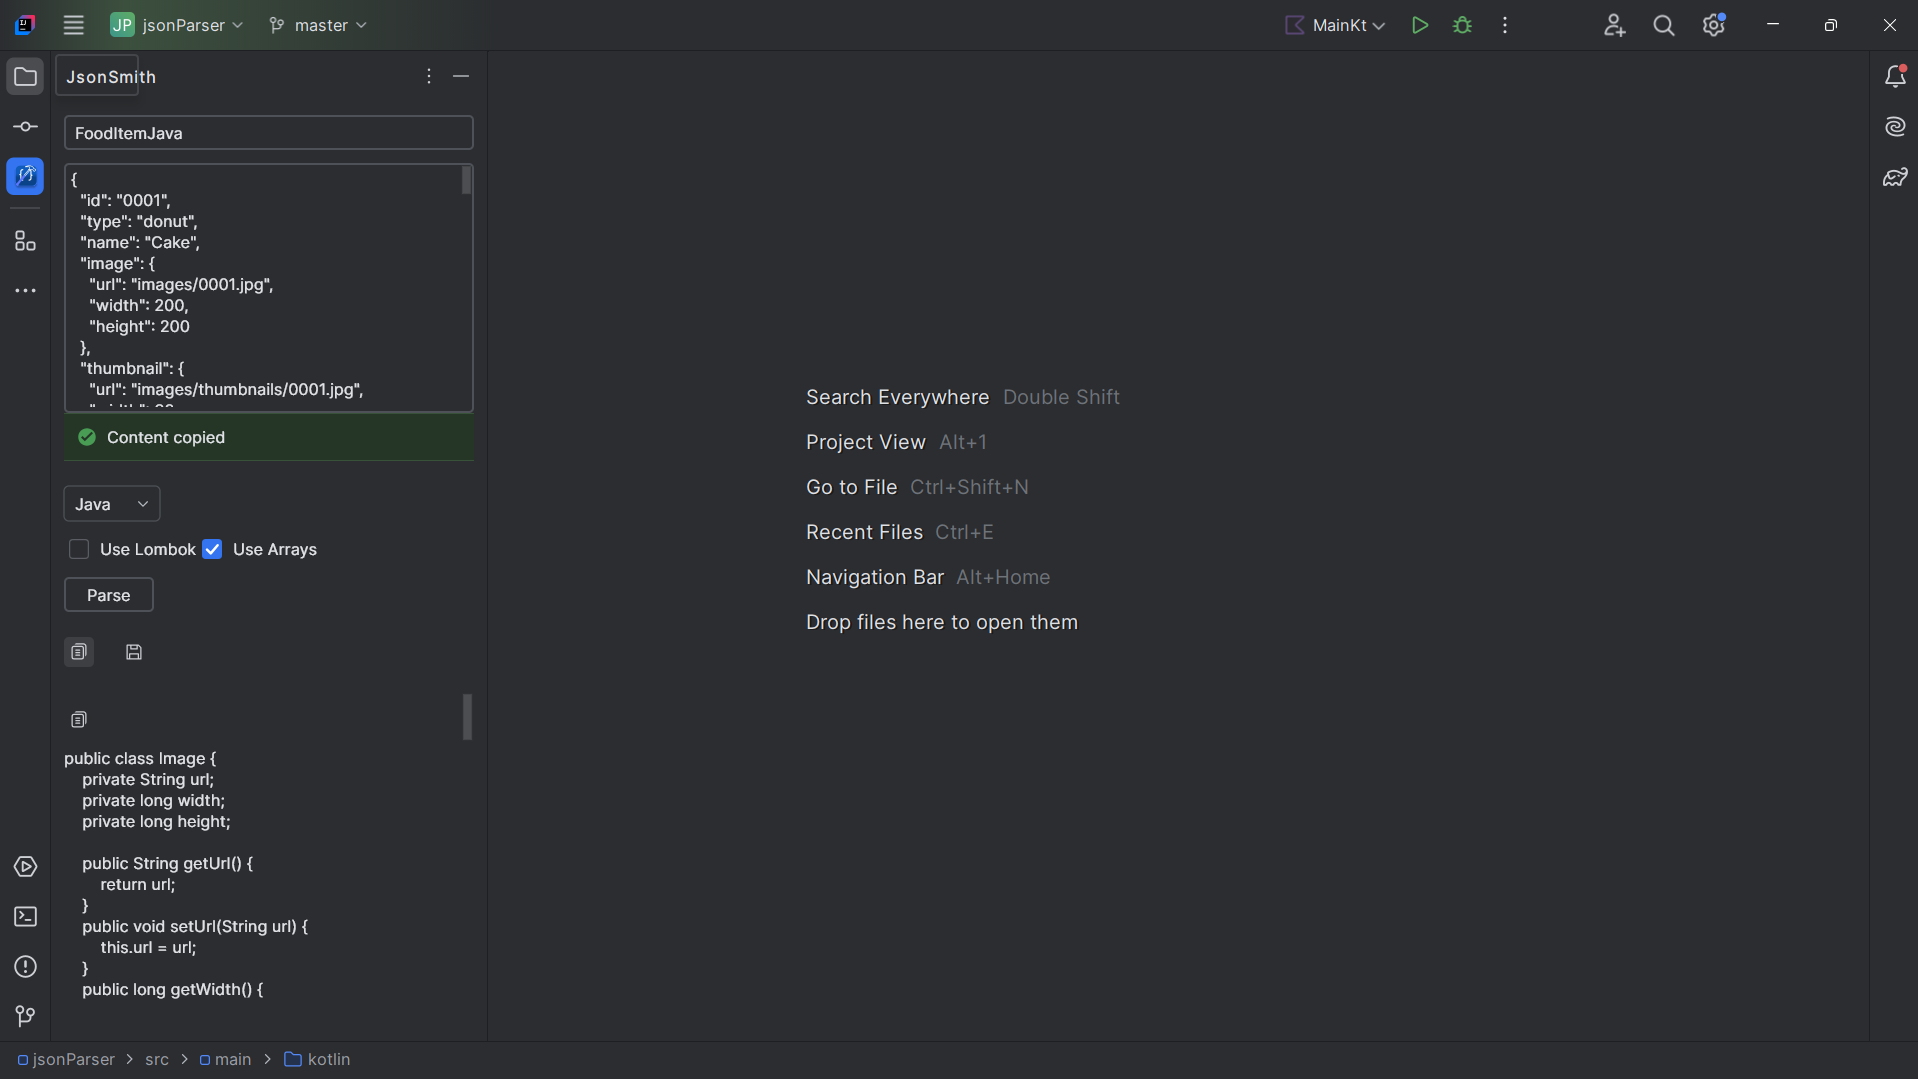 JP jsonParser master MainKt
JsonSmith
FoodItemJava
{
"id": "0001",
"type": "donut",
"name": "Cake",
"image": {
"url": "images/0001.jpg",
"width": 200,
"height": 200
},
"thumbnail": {
"url": "images/thumbnails/0001.jpg",
Content copied
Java
Use Lombok Use Arrays
Parse
public class Image {
private String url;
private long width;
private long height;
public String getUrl() {
return url;
}
public void setUrl(String url) {
this.url = url;
}
public long getWidth() {
Search Everywhere Double Shift
Project View Alt+1
Go to File Ctrl+Shift+N
Recent Files Ctrl+E
Navigation Bar Alt+Home
Drop files here to open them
jsonParser > src > main > kotlin